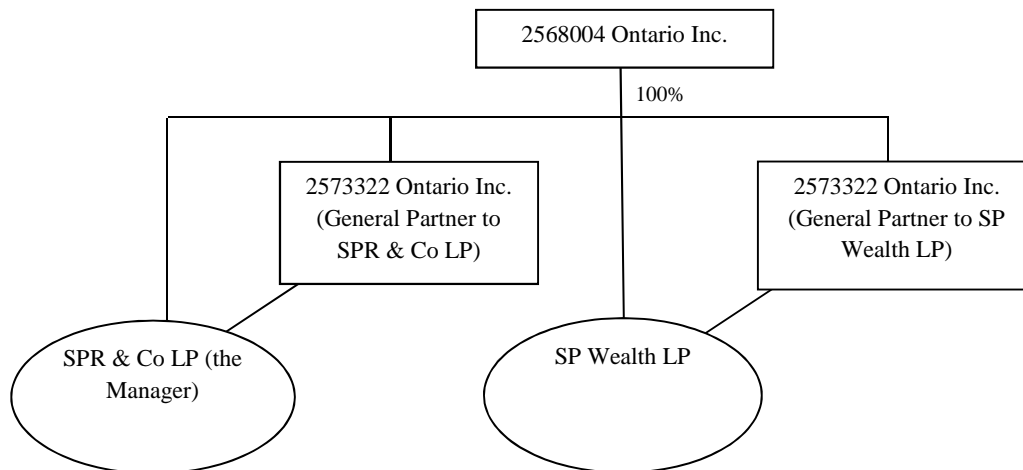 2568004 Ontario Inc.
100%
2573322 Ontario Inc.
(General Partner to
SPR & Co LP)
2573322 Ontario Inc.
(General Partner to SP
Wealth LP)
SPR & Co LP (the
Manager)
SP Wealth LP